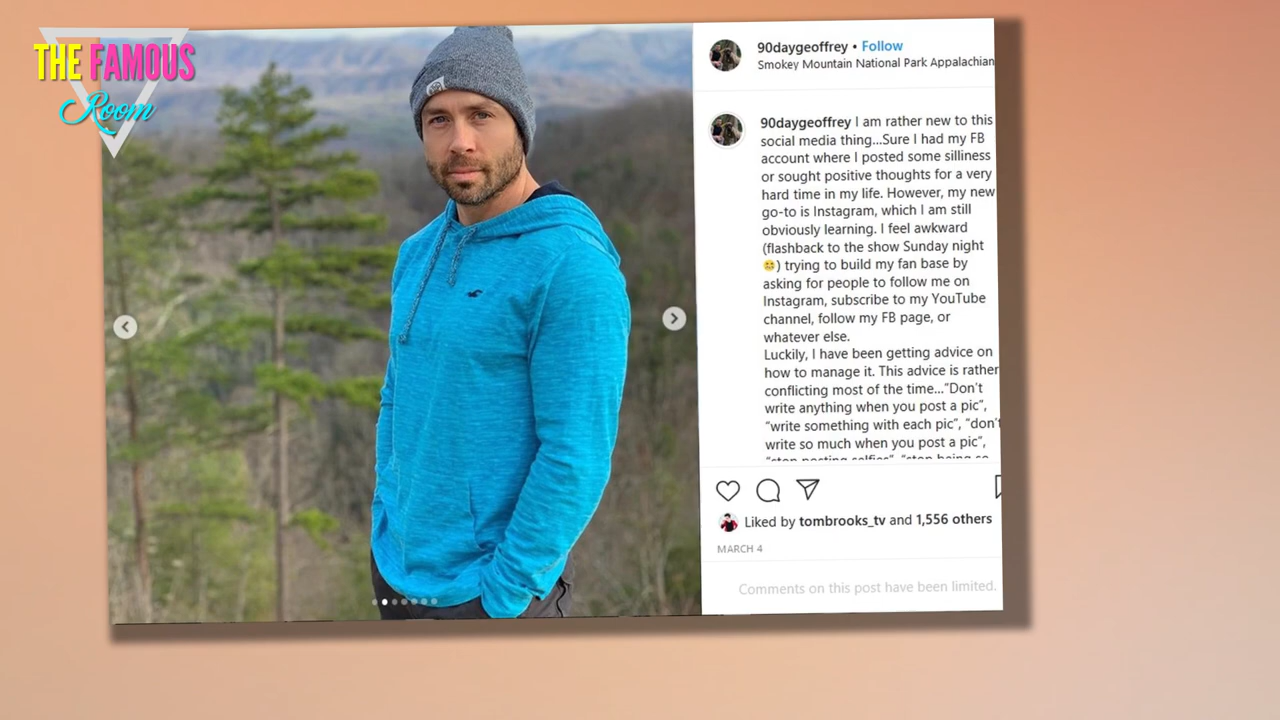 THE FAMOUS
Room
90daygeoffrey • Follow
Smokey Mountain National Park Appalachian
90daygeoffrey I am rather new to this
social media thing...Sure I had my FB
account where I posted some silliness
or sought positive thoughts for a very
hard time in my life. However, my new
go-to is Instagram, which I am still
obviously learning. I feel awkward
(flashback to the show Sunday night
😁) trying to build my fan base by
asking for people to follow me on
Instagram, subscribe to my YouTube
channel, follow my FB page, or
whatever else.
Luckily, I have been getting advice on
how to manage it. This advice is rather
conflicting most of the time...“Don’t
write anything when you post a pic”,
“write something with each pic”, “don’t
write so much when you post a pic”,
“stop posting selfies”, “stop being so
Liked by tombrooks_tv and 1,556 others
MARCH 4
Comments on this post have been limited.